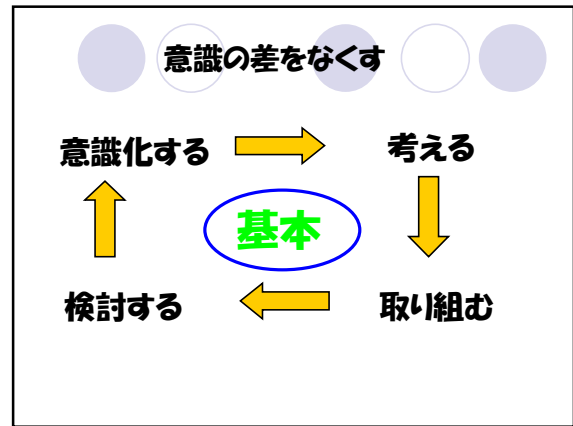 意識の差をなくす
意識化する
考える
基本
検討する
取り組む